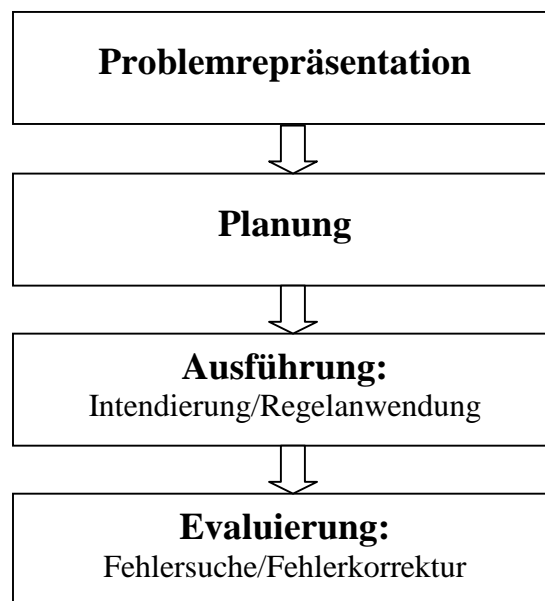 Problemrepräsentation
Planung
Ausführung:
Intendierung/Regelanwendung
Evaluierung:
Fehlersuche/Fehlerkorrektur